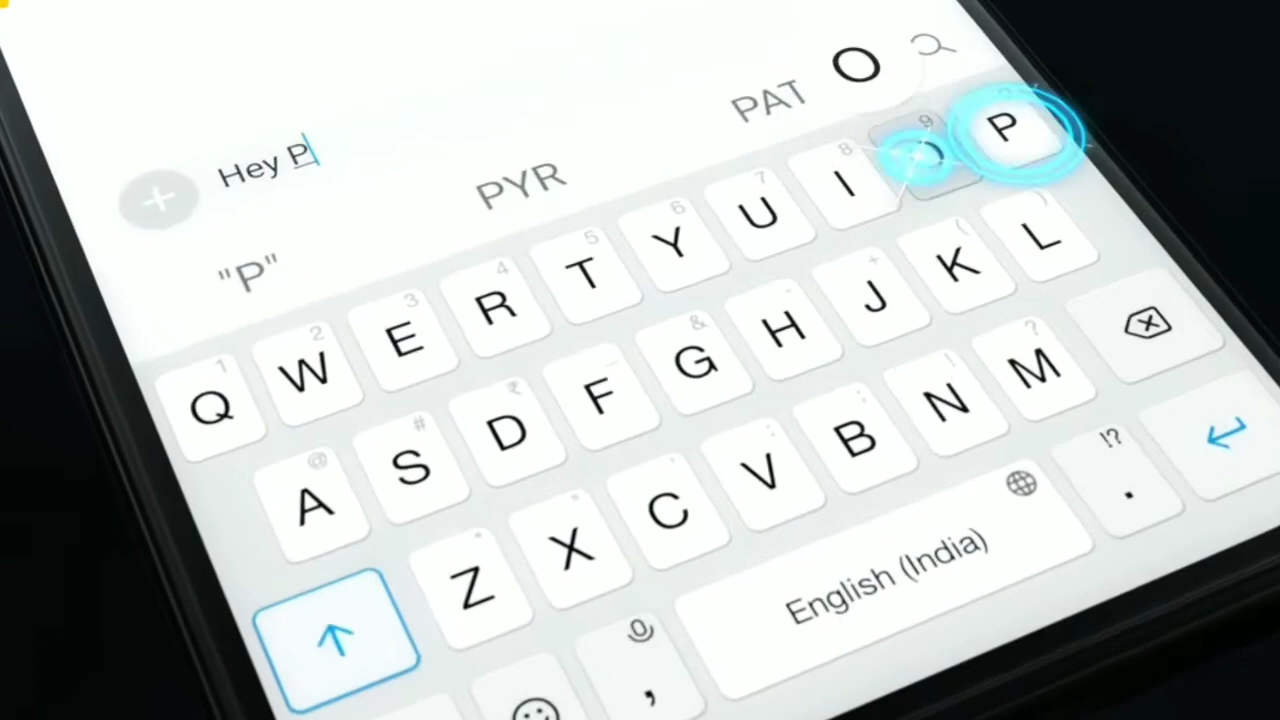 Hey P
"P" PYR PAT
O
1 2 3 4 5 6 7 8 9
Q W E R T Y U I P
@ # ₹ _ & - + ( )
A S D F G H J K L
* " ' : ; ! ?
Z X C V B N M
, English (India) . !?